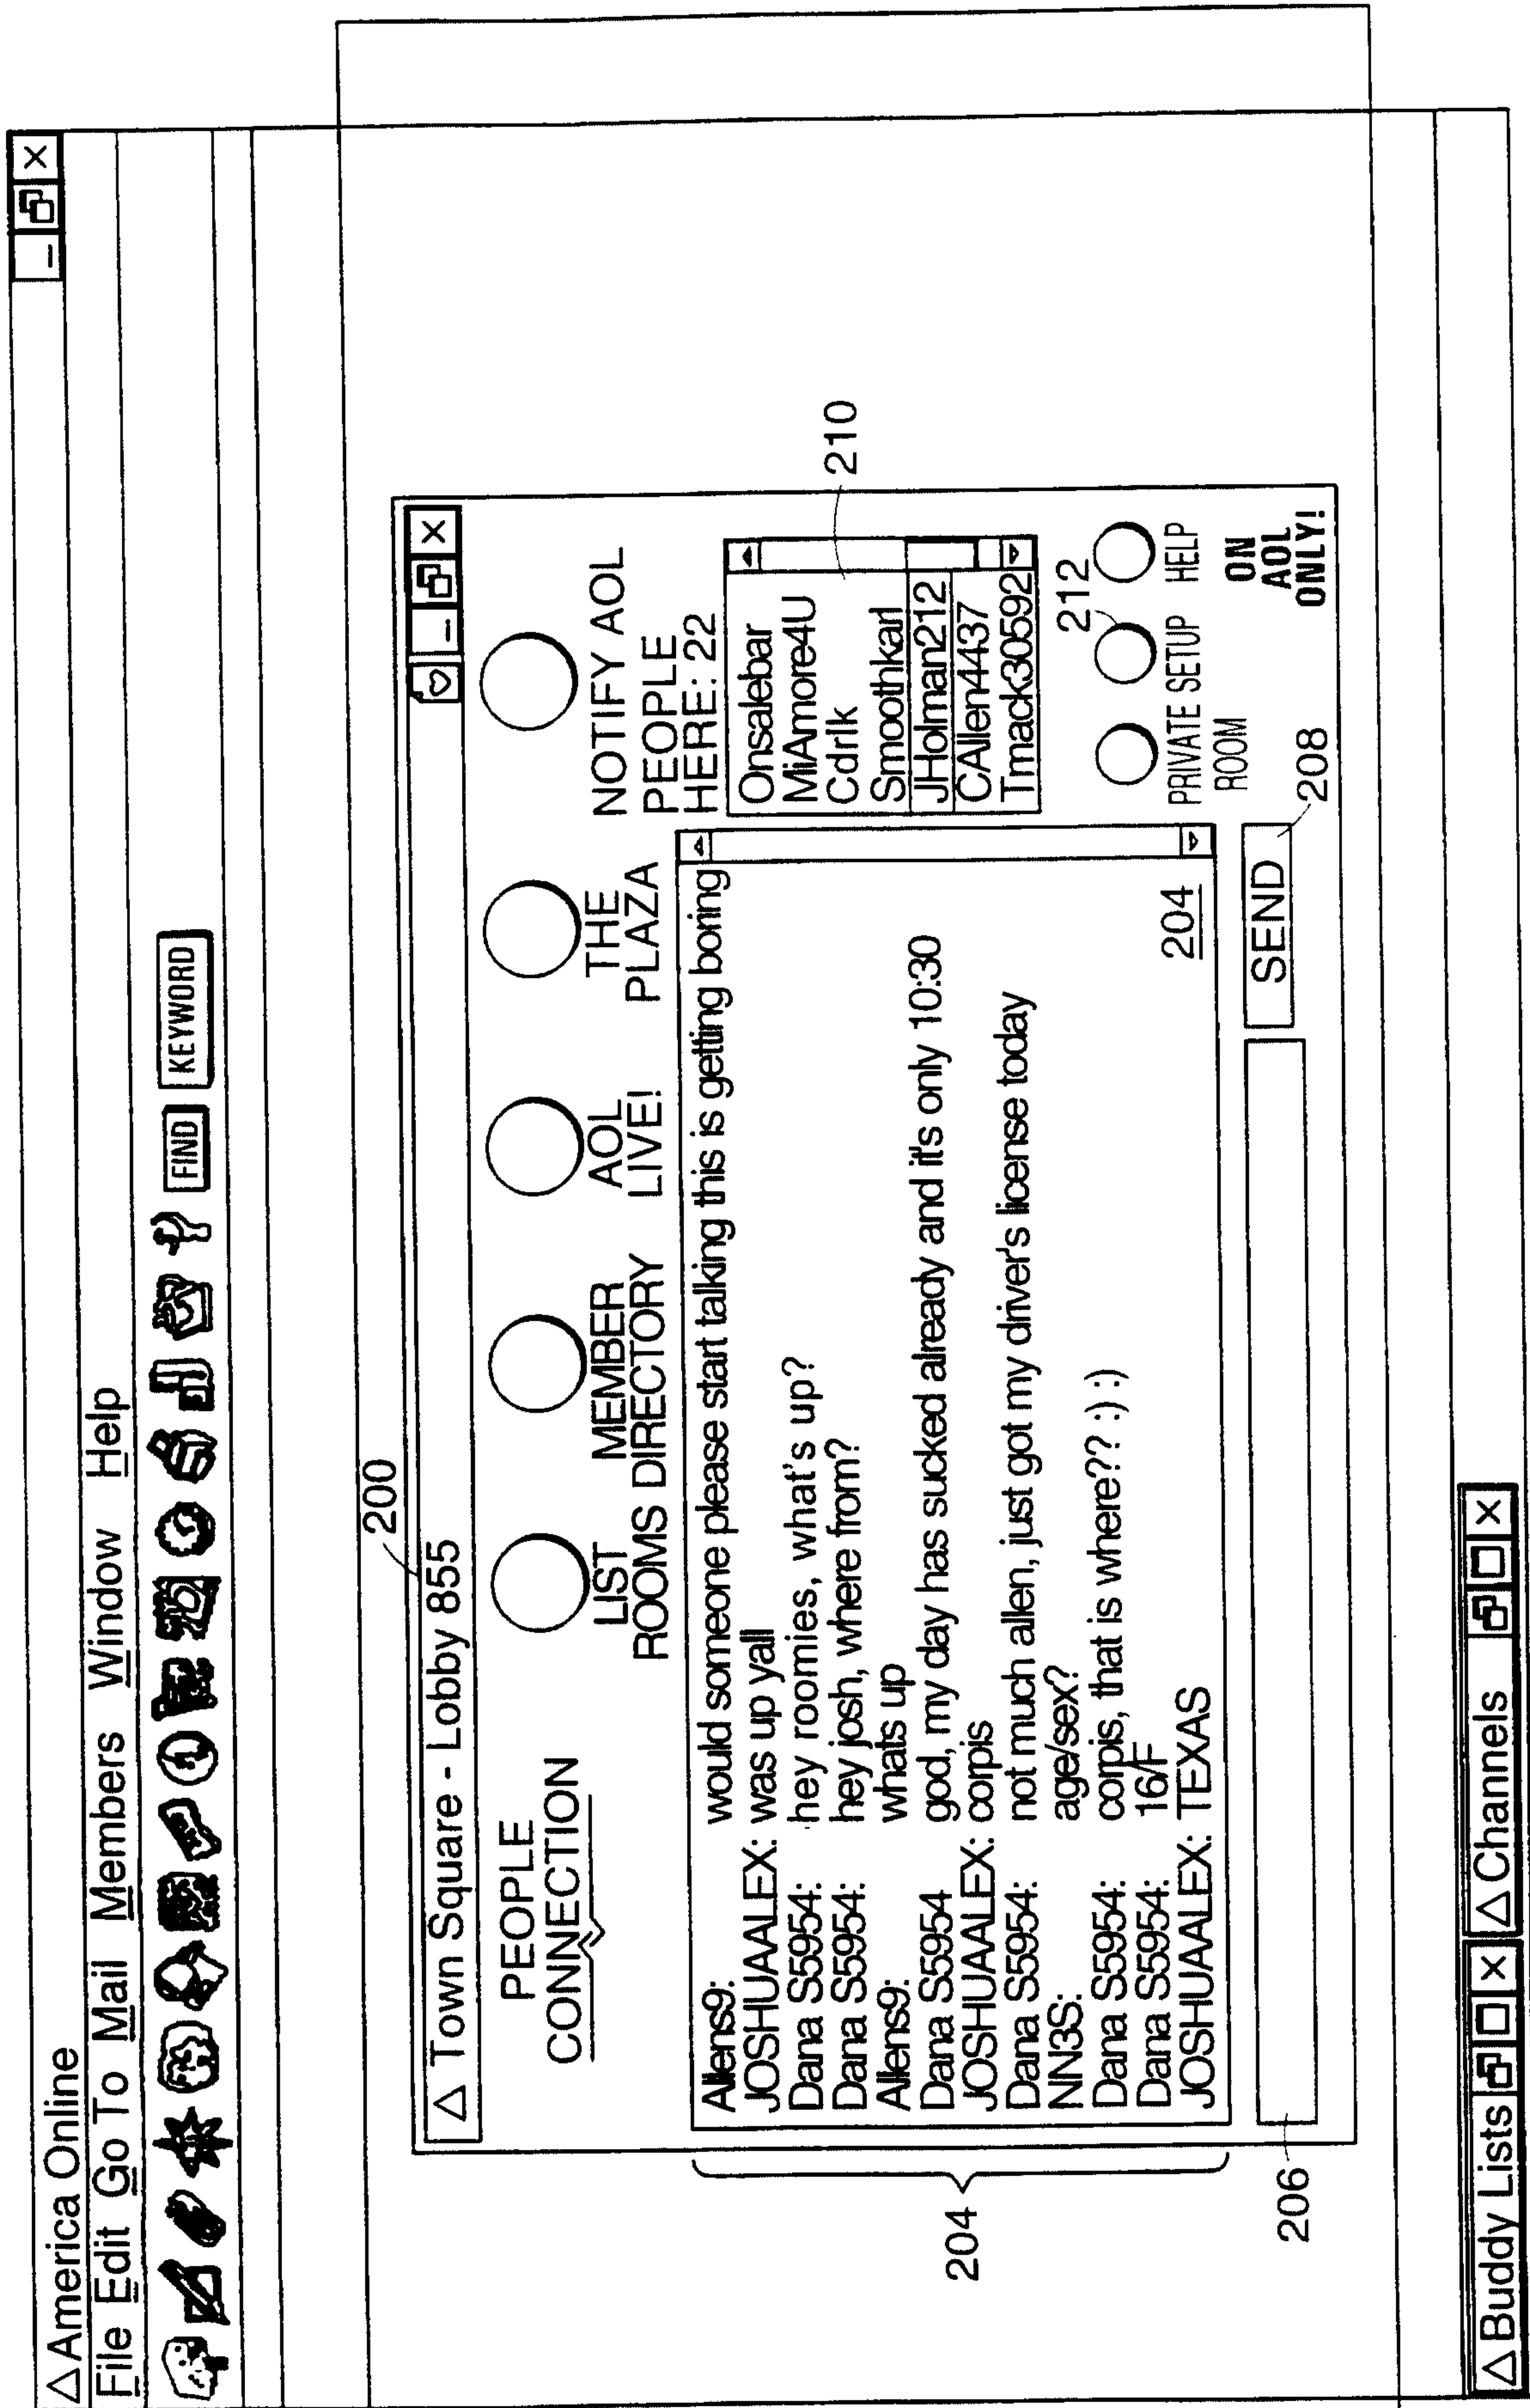 America Online
File Edit Go To Mail Members Window Help
FIND KEYWORD
200
Town Square - Lobby 855
PEOPLE
CONNECTION
LIST
ROOMS
MEMBER
DIRECTORY
AOL
LIVE!
THE
PLAZA
NOTIFY AOL
PEOPLE
HERE: 22
Allens9: would someone please start talking this is getting boring
JOSHUAALEX: was up yall
Dana S5954: hey roomies, what's up?
Dana S5954: hey josh, where from?
Allens9: whats up
Dana S5954 god, my day has sucked already and it's only 10:30
JOSHUAALEX: corpis
Dana S5954: not much allen, just got my driver's license today
NN3S: age/sex?
Dana S5954: corpis, that is where?? :) :)
Dana S5954: 16/F
JOSHUAALEX: TEXAS
204
204
Onsalebar
MiAmore4U
Cdrlk
Smoothkarl
JHolman212
CAllen4437
Tmack30592
210
212
PRIVATE
ROOM
SETUP
HELP
206
SEND
208
ON
AOL
ONLY!
Buddy Lists
Channels